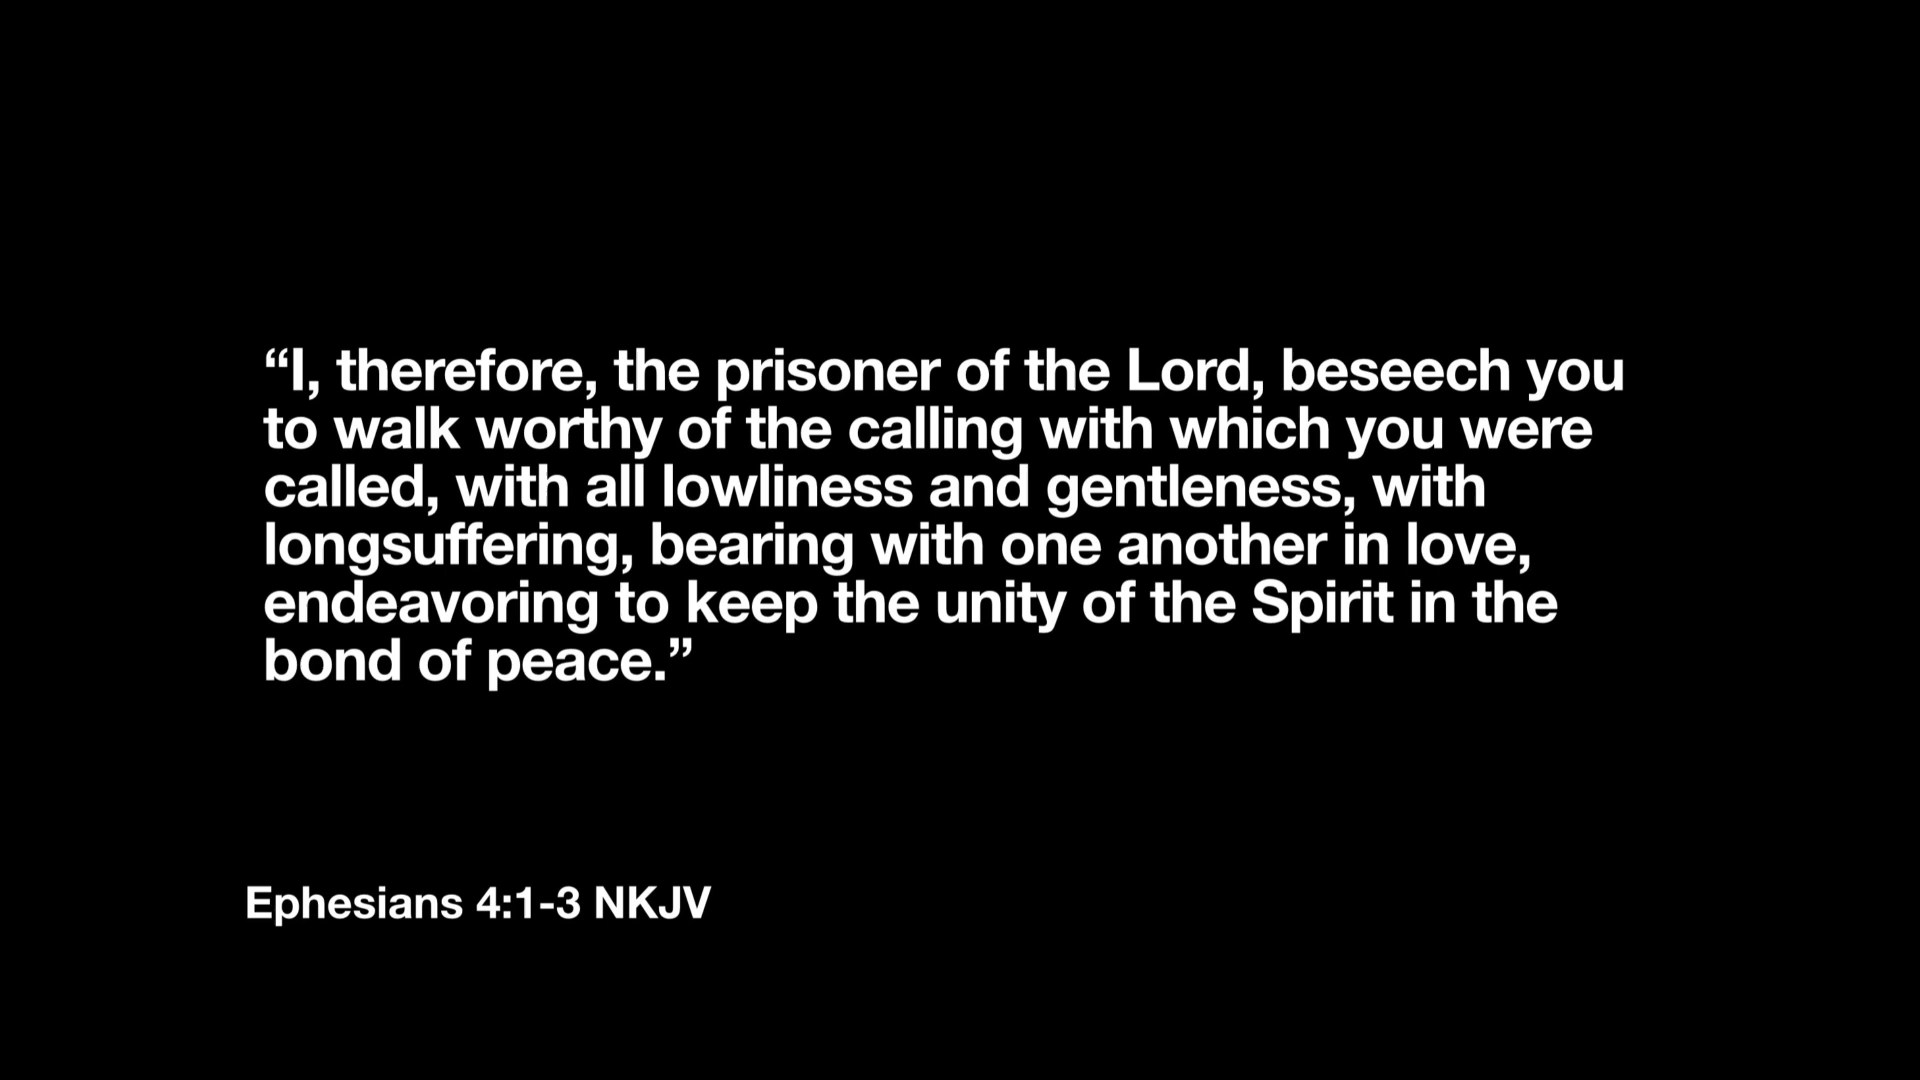 “I, therefore, the prisoner of the Lord, beseech you
to walk worthy of the calling with which you were
called, with all lowliness and gentleness, with
longsuffering, bearing with one another in love,
endeavoring to keep the unity of the Spirit in the
bond of peace.”
Ephesians 4:1-3 NKJV